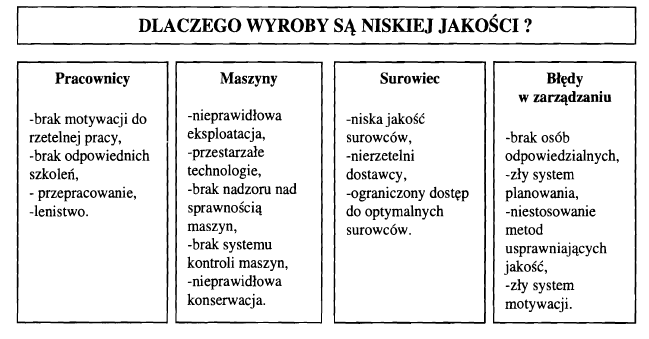 DLACZEGO WYROBY SĄ NISKIEJ JAKOŚCI ?
Pracownicy
-brak motywacji do
rzetelnej pracy,
-brak odpowiednich
szkoleń,
- przepracowanie,
-lenistwo.
Maszyny
-nieprawidłowa
eksploatacja,
-przestarzałe
technologie,
-brak nadzoru nad
sprawnością
maszyn,
-brak systemu
kontroli maszyn,
-nieprawidłowa
konserwacja.
Surowiec
-niska jakość
surowców,
-nierzetelni
dostawcy,
-ograniczony dostęp
do optymalnych
surowców.
Błędy
w zarządzaniu
-brak osób
odpowiedzialnych,
-zły system
planowania,
-niestosowanie
metod
usprawniających
jakość,
-zły system
motywacji.